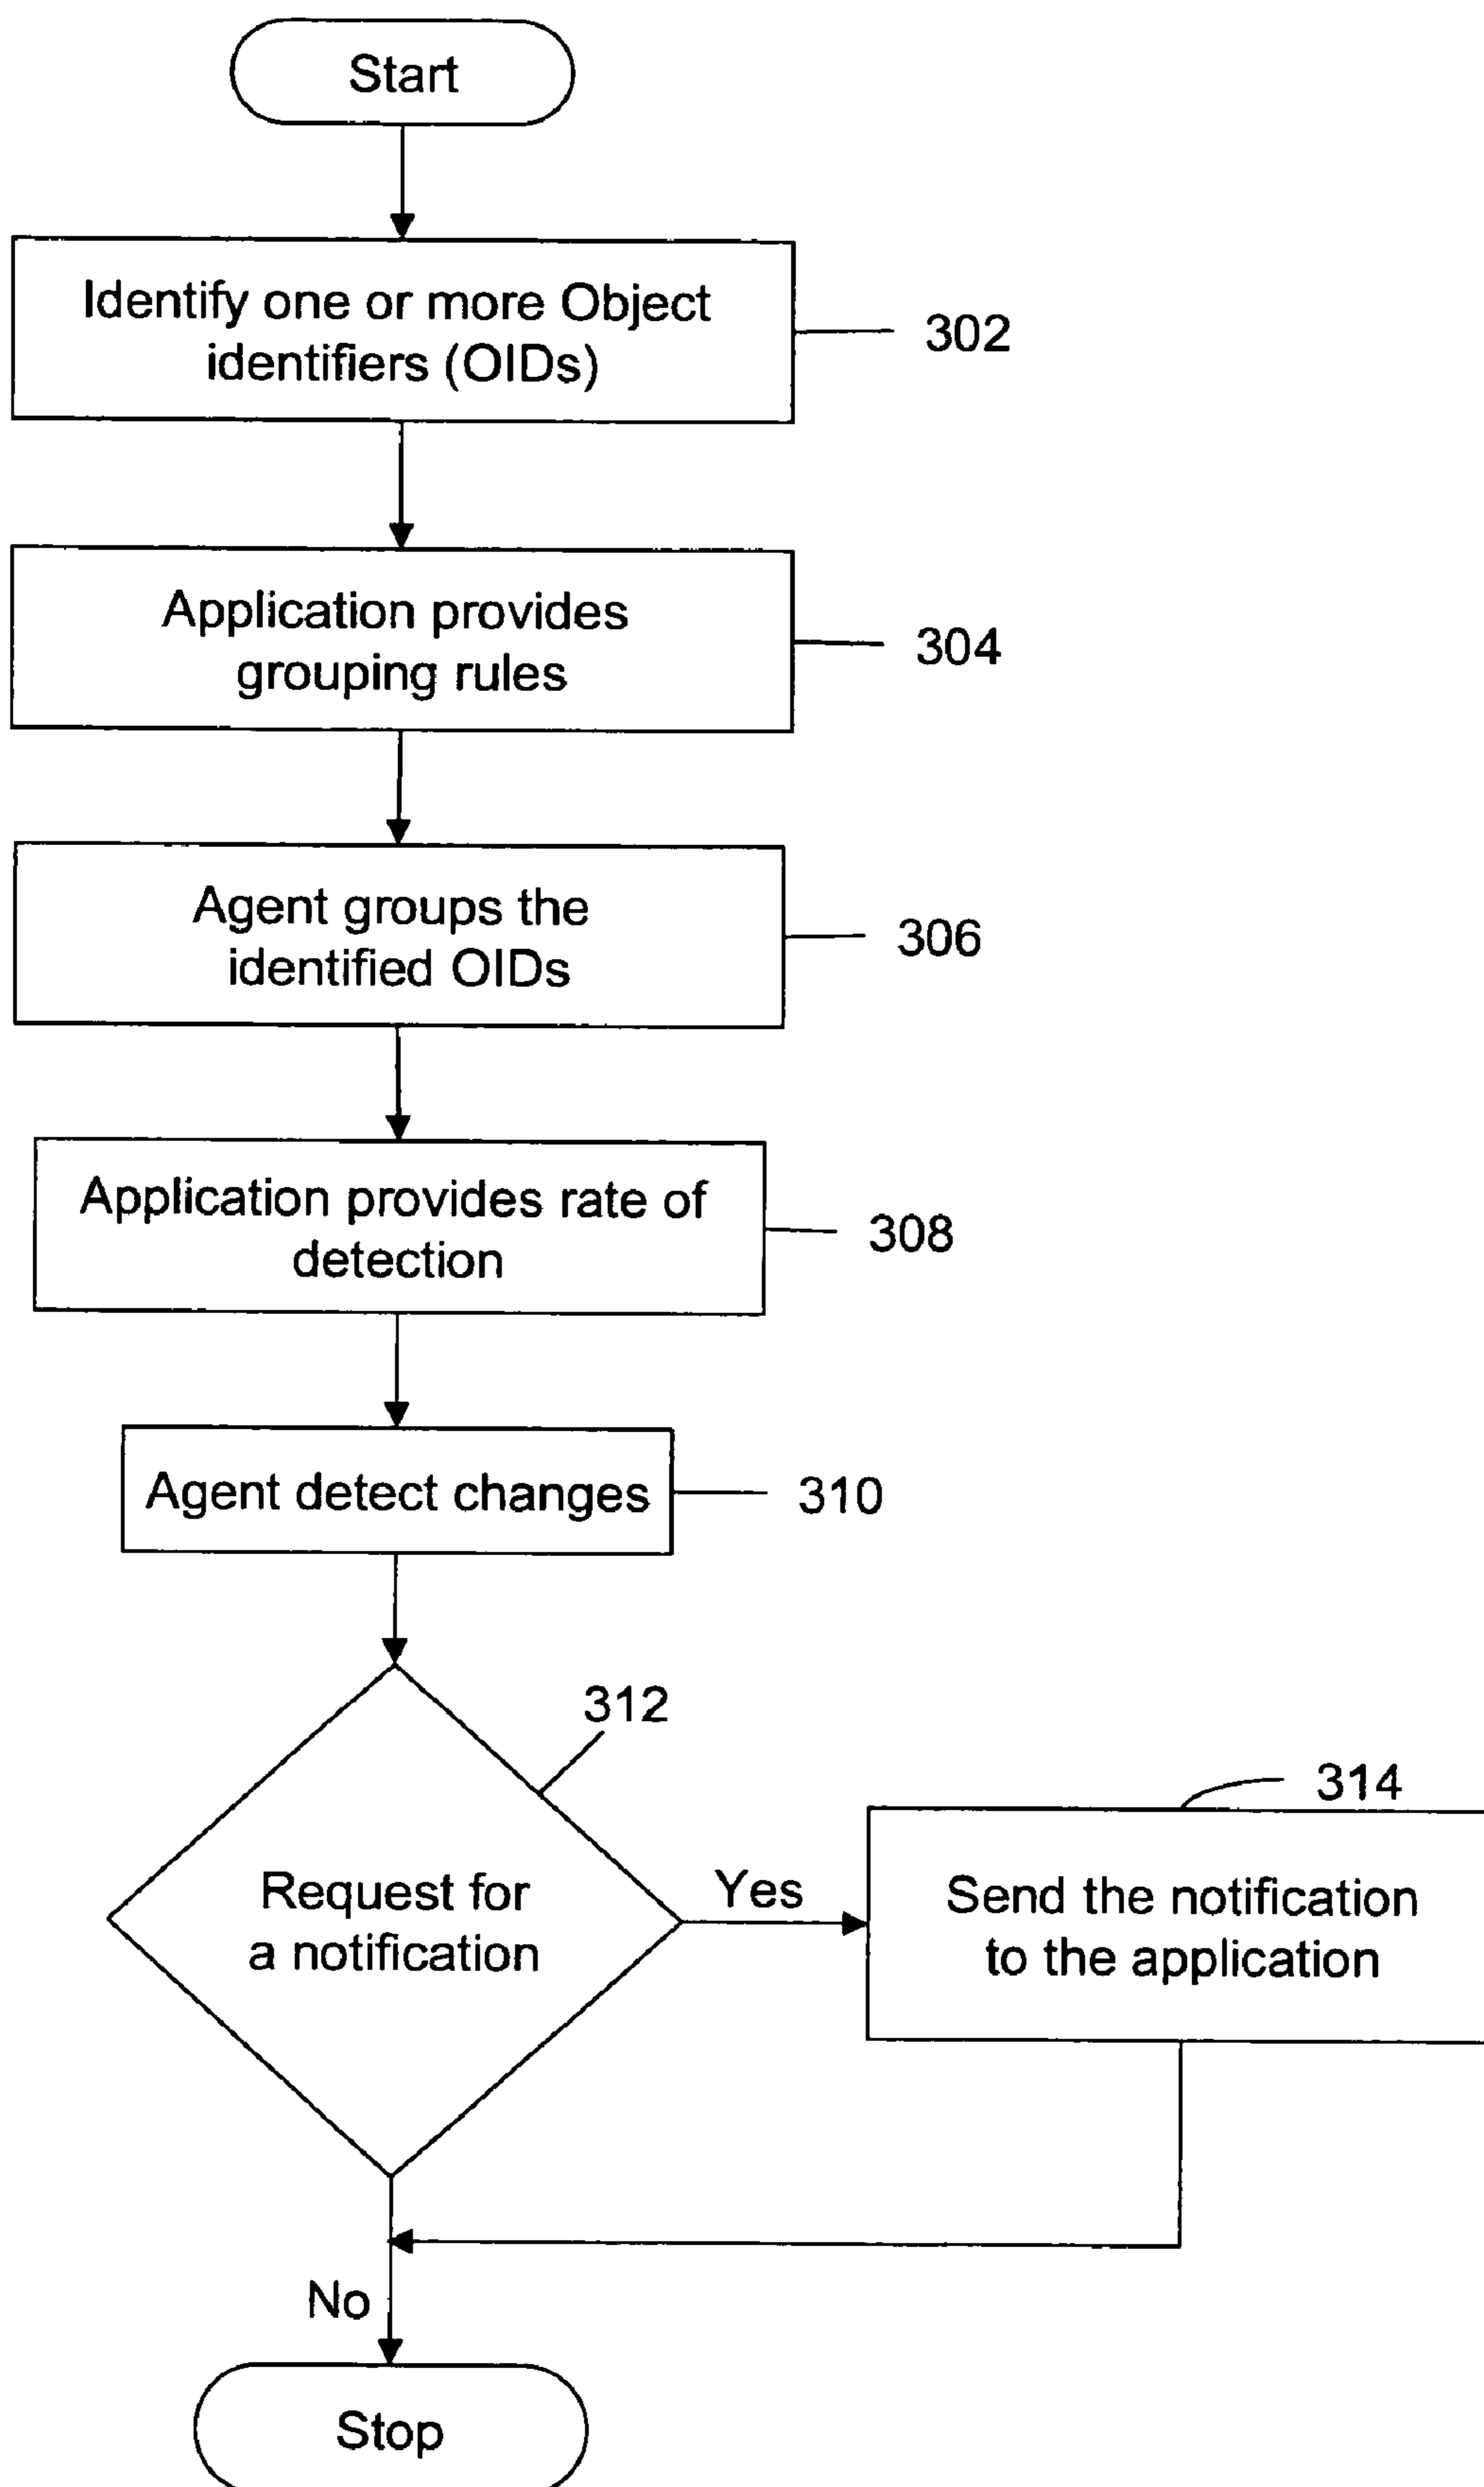 Start
Identify one or more Object
identifiers (OIDs)
302
Application provides
grouping rules
304
Agent groups the
identified OIDs
306
Application provides rate of
detection
308
Agent detect changes
310
312
Request for
a notification
Yes
314
Send the notification
to the application
No
Stop